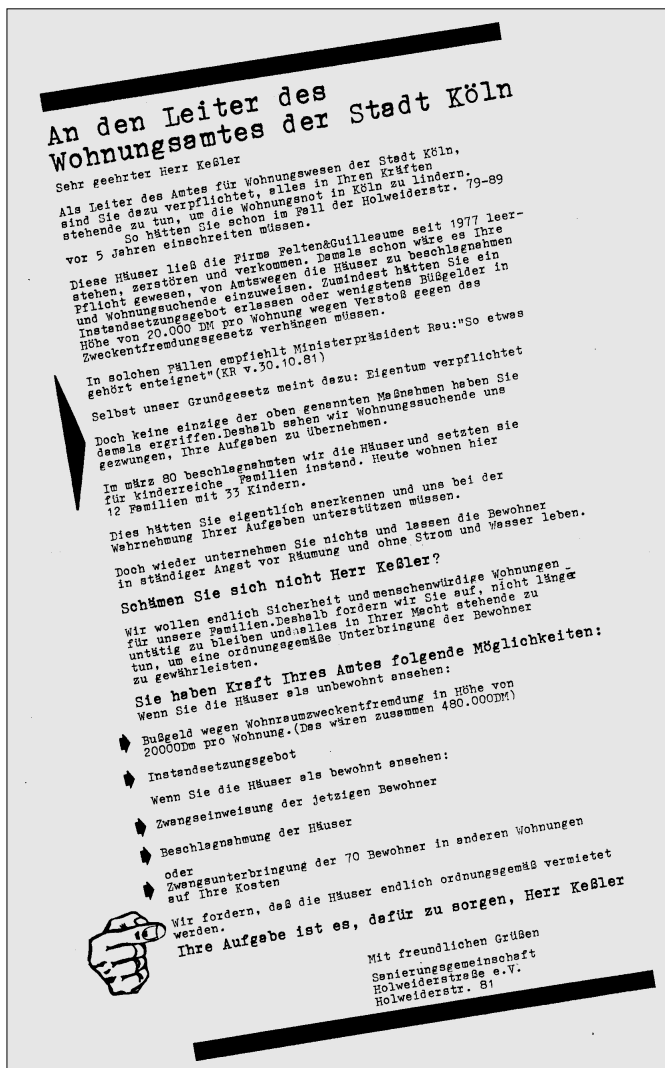 An den Leiter des
Wohnungsamtes der Stadt Köln
Sehr geehrter Herr Keßler
Als Leiter des Amtes für Wohnungswesen der Stadt Köln,
sind Sie dazu verpflichtet, alles in Ihren Kräften
stehende zu tun, um die Wohnungsnot in Köln zu lindern.
So hätten Sie schon im Fall der Holweiderstr. 79-89
vor 5 Jahren einschreiten müssen.
Diese Häuser ließ die Firma Felten&Guilleaume seit 1977 leer-
stehen, zerstören und verkommen. Damals schon wäre es Ihre
Pflicht gewesen, von Amtswegen die Häuser zu beschlagnahmen
und Wohnungsuchende einzuweisen. Zumindest hätten Sie ein
Instandsetzungsgebot erlassen oder wenigstens Büßgelder in
Höhe von 20.000 DM pro Wohnung wegen Verstoß gegen das
Zweckentfremdungsgesetz verhängen müssen.
In solchen Fällen empfiehlt Ministerpräsident Rau:"So etwas
gehört enteignet"(KR v.30.10.81)
Selbst unser Grundgesetz meint dazu: Eigentum verpflichtet
Doch keine einzige der oben genannten Maßnahmen haben Sie
damals ergriffen.Deshalb sahen wir Wohnungssuchende uns
gezwungen, Ihre Aufgaben zu übernehmen.
Im märz 80 beschlagnahmten wir die Häuser und setzten sie
für kinderreiche Familien instand. Heute wohnen hier
12 Familien mit 33 Kindern.
Dies hätten Sie eigentlich anerkennen und uns bei der
Wahrnehmung Ihrer Aufgaben unterstützen müssen.
Doch wieder unternehmen Sie nichts und lassen die Bewohner
in ständiger Angst vor Räumung und ohne Strom und Wasser leben.
Schämen Sie sich nicht Herr Keßler?
Wir wollen endlich Sicherheit und menschenwürdige Wohnungen
für unsere Familien.Deshalb fordern wir Sie auf, nicht länger
untätig zu bleiben und alles in Ihrer Macht stehende zu
tun, um eine ordnungsgemäße Unterbringung der Bewohner
zu gewährleisten.
Sie haben Kraft Ihres Amtes folgende Möglichkeiten:
Wenn Sie die Häuser als unbewohnt ansehen:
Bußgeld wegen Wohnraumzweckentfremdung in Höhe von
20000Dm pro Wohnung.(Das wären zusammen 480.000DM)
Instandsetzungsgebot
Wenn Sie die Häuser als bewohnt ansehen:
Zwangseinweisung der jetzigen Bewohner
Beschlagnahmung der Häuser
oder
Zwangsunterbringung der 70 Bewohner in anderen Wohnungen
auf Ihre Kosten
Wir fordern, daß die Häuser endlich ordnungsgemäß vermietet
werden.
Ihre Aufgabe ist es, dafür zu sorgen, Herr Keßler
Mit freundlichen Grüßen
Sanierungsgemeinschaft
Holweiderstraße e.V.
Holweiderstr. 81